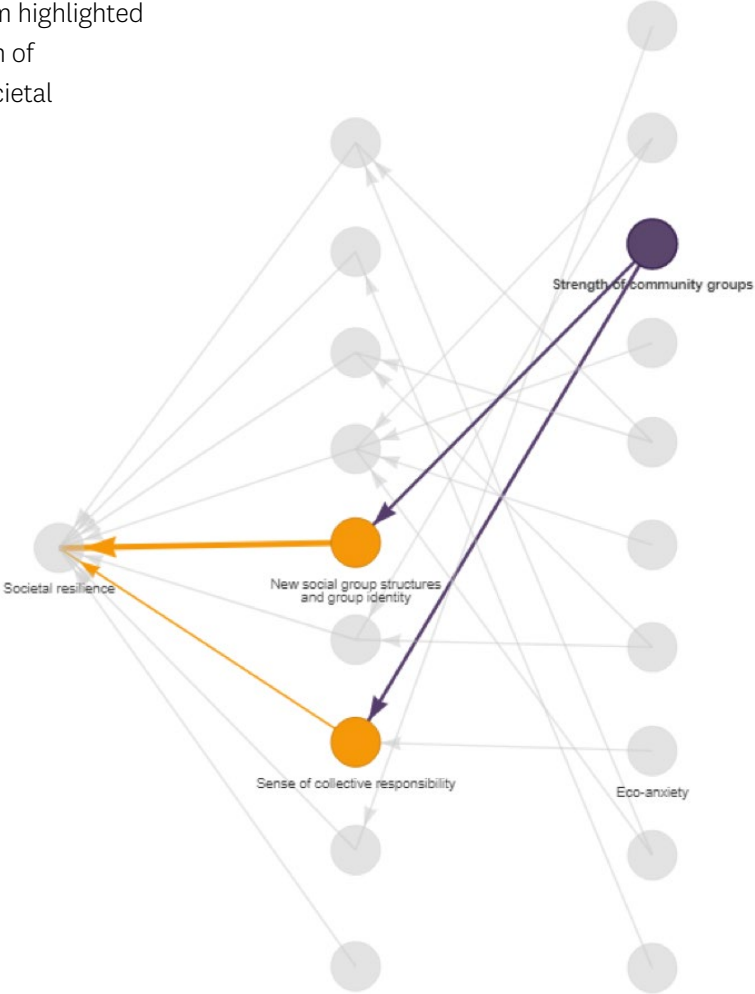 highlighted
of
Strength of community groups
Societal resilience
New social group structures
and group identity
Sense of collective responsibility
Eco-anxiety